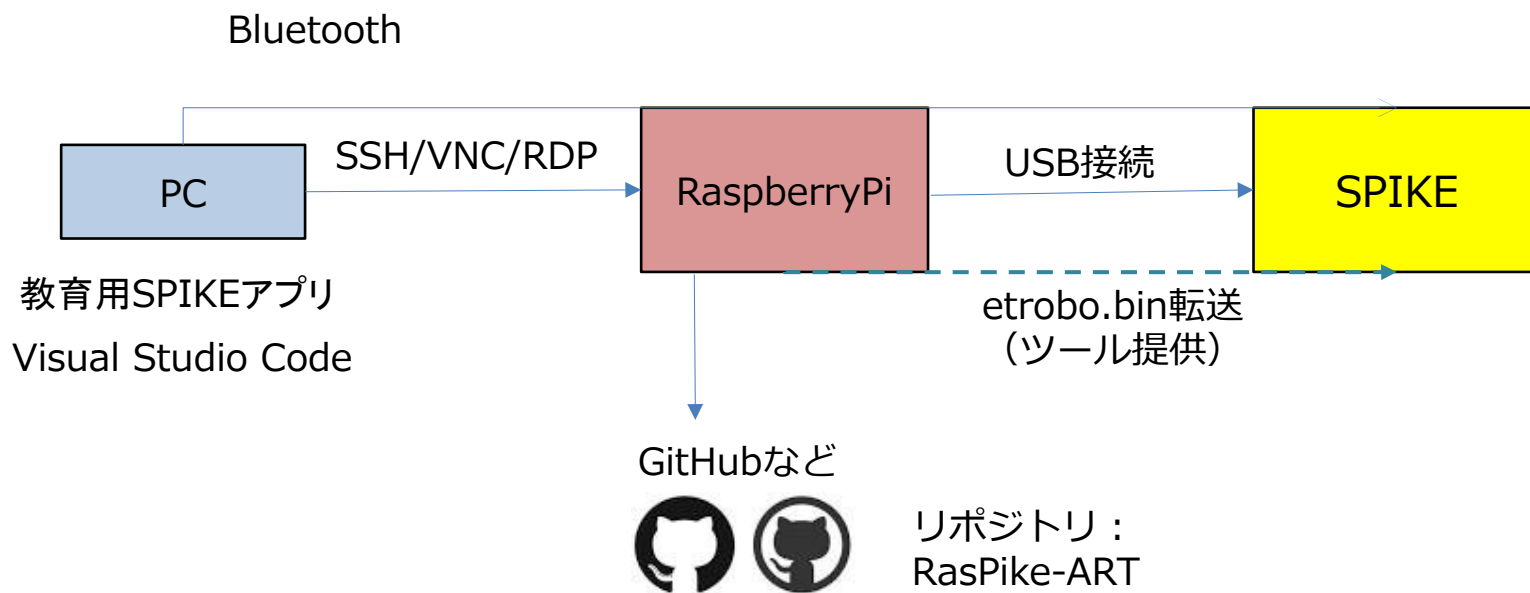 Bluetooth
SSH/VNC/RDP
USB接続
PC
RaspberryPi
SPIKE
教育用SPIKEアプリ
Visual Studio Code
etrobo.bin転送
（ツール提供）
GitHubなど
リポジトリ：
RasPike-ART